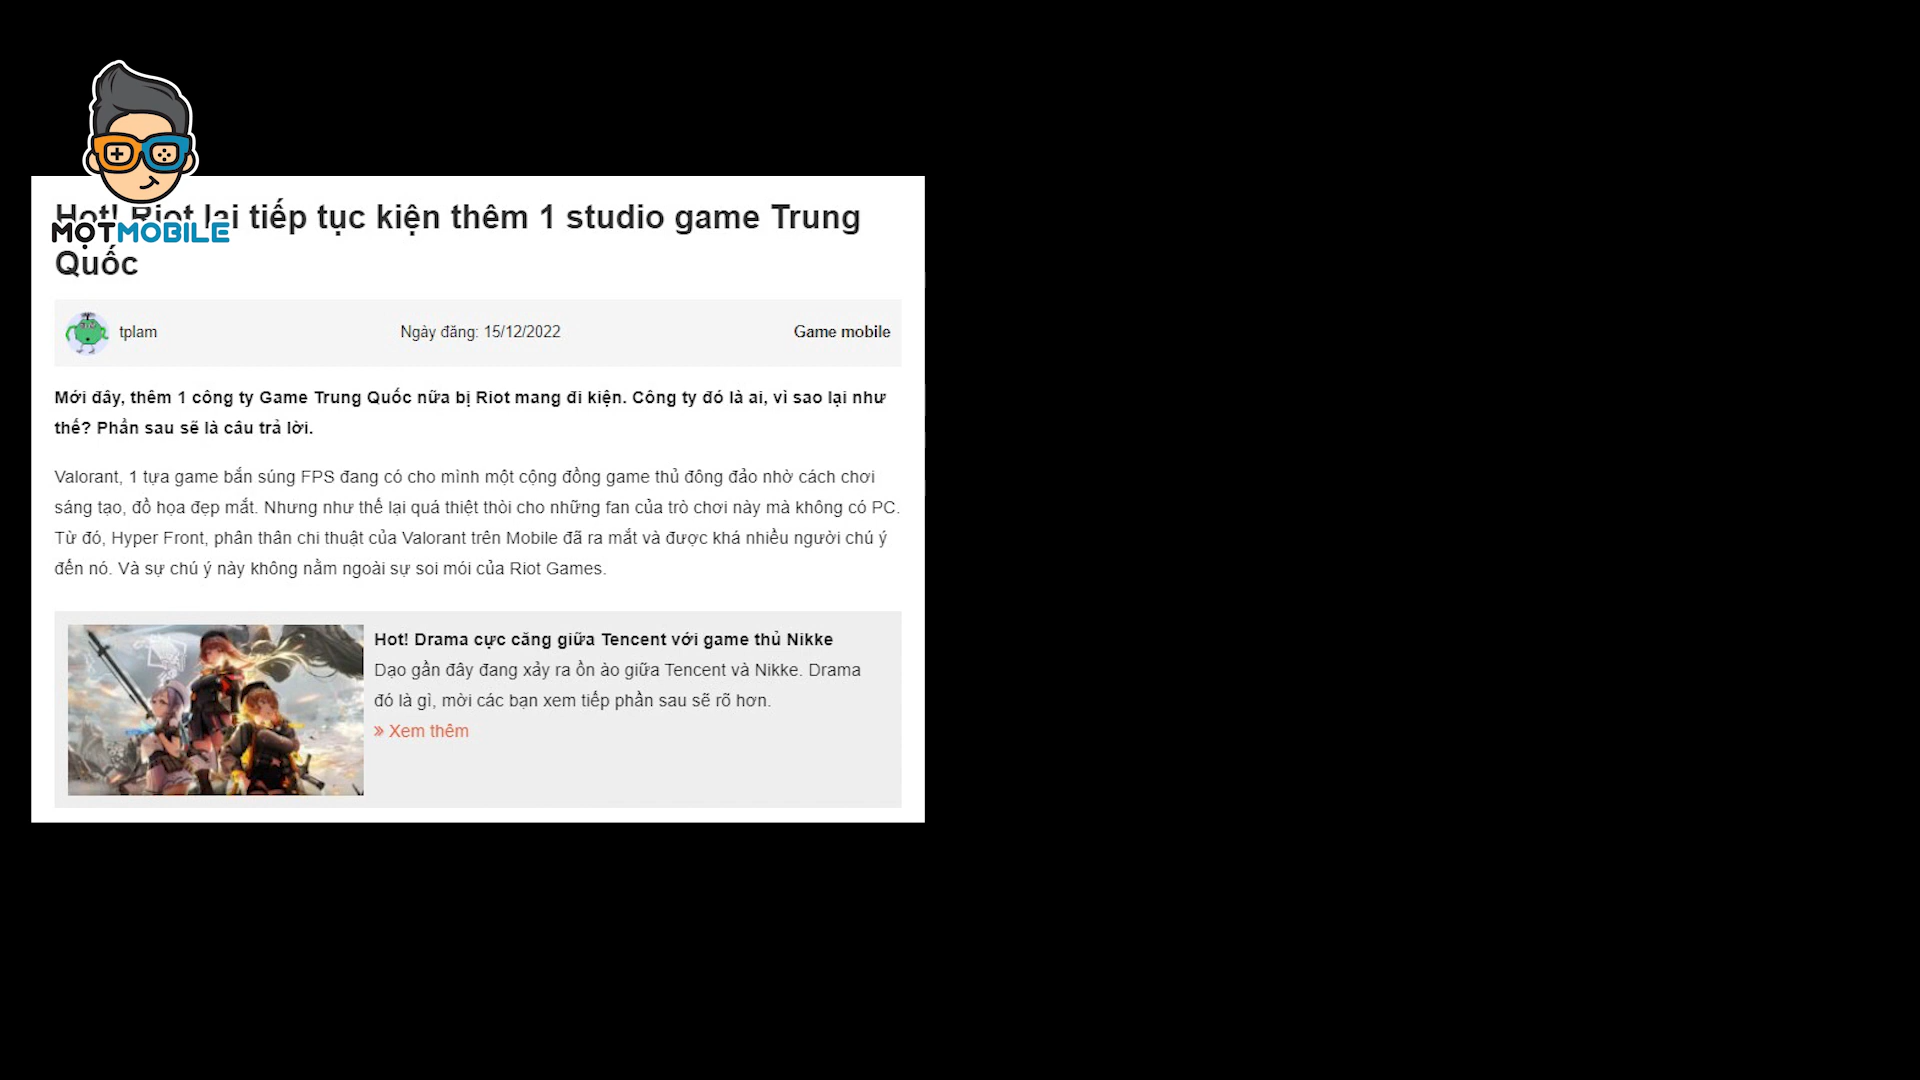 MỌTMOBILE
Hot! Riot lại tiếp tục kiện thêm 1 studio game Trung
Quốc
tplam
Ngày đăng: 15/12/2022
Game mobile
Mới đây, thêm 1 công ty Game Trung Quốc nữa bị Riot mang đi kiện. Công ty đó là ai, vì sao lại như
thế? Phần sau sẽ là câu trả lời.
Valorant, 1 tựa game bắn súng FPS đang có cho mình một cộng đồng game thủ đông đảo nhờ cách chơi
sáng tạo, đồ họa đẹp mắt. Nhưng như thế lại quá thiệt thòi cho những fan của trò chơi này mà không có PC.
Từ đó, Hyper Front, phân thân chi thuật của Valorant trên Mobile đã ra mắt và được khá nhiều người chú ý
đến nó. Và sự chú ý này không nằm ngoài sự soi mói của Riot Games.
Hot! Drama cực căng giữa Tencent với game thủ Nikke
Dạo gần đây đang xảy ra ồn ào giữa Tencent và Nikke. Drama
đó là gì, mời các bạn xem tiếp phần sau sẽ rõ hơn.
» Xem thêm